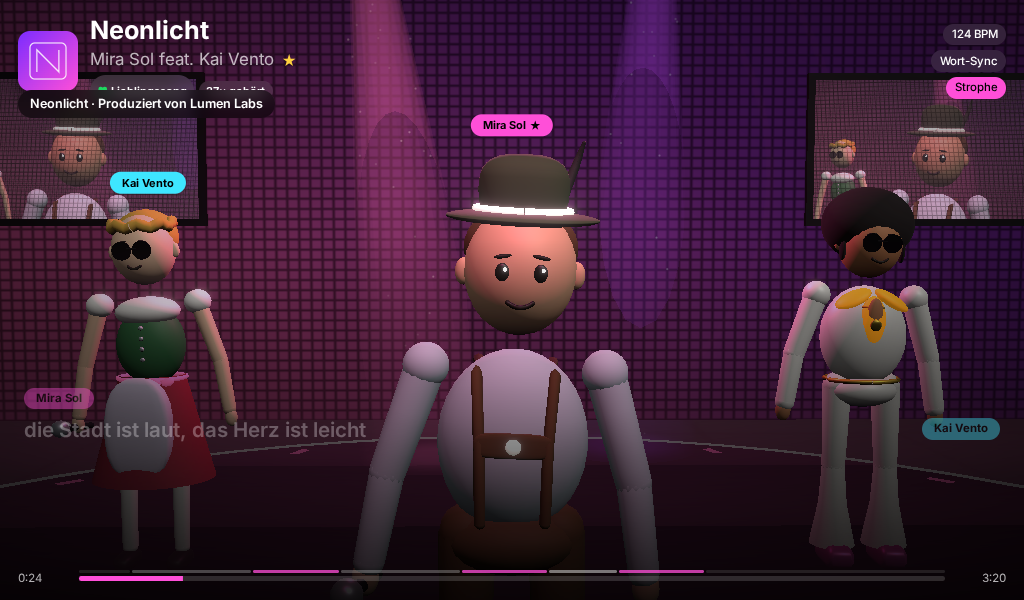 Neonlicht
Mira Sol feat. Kai Vento ★
124 BPM
Wort-Sync
Strophe
Neonlicht · Produziert von Lumen Labs
Mira Sol ★
Kai Vento
Mira Sol
die Stadt ist laut, das Herz ist leicht
Kai Vento
0:24
3:20